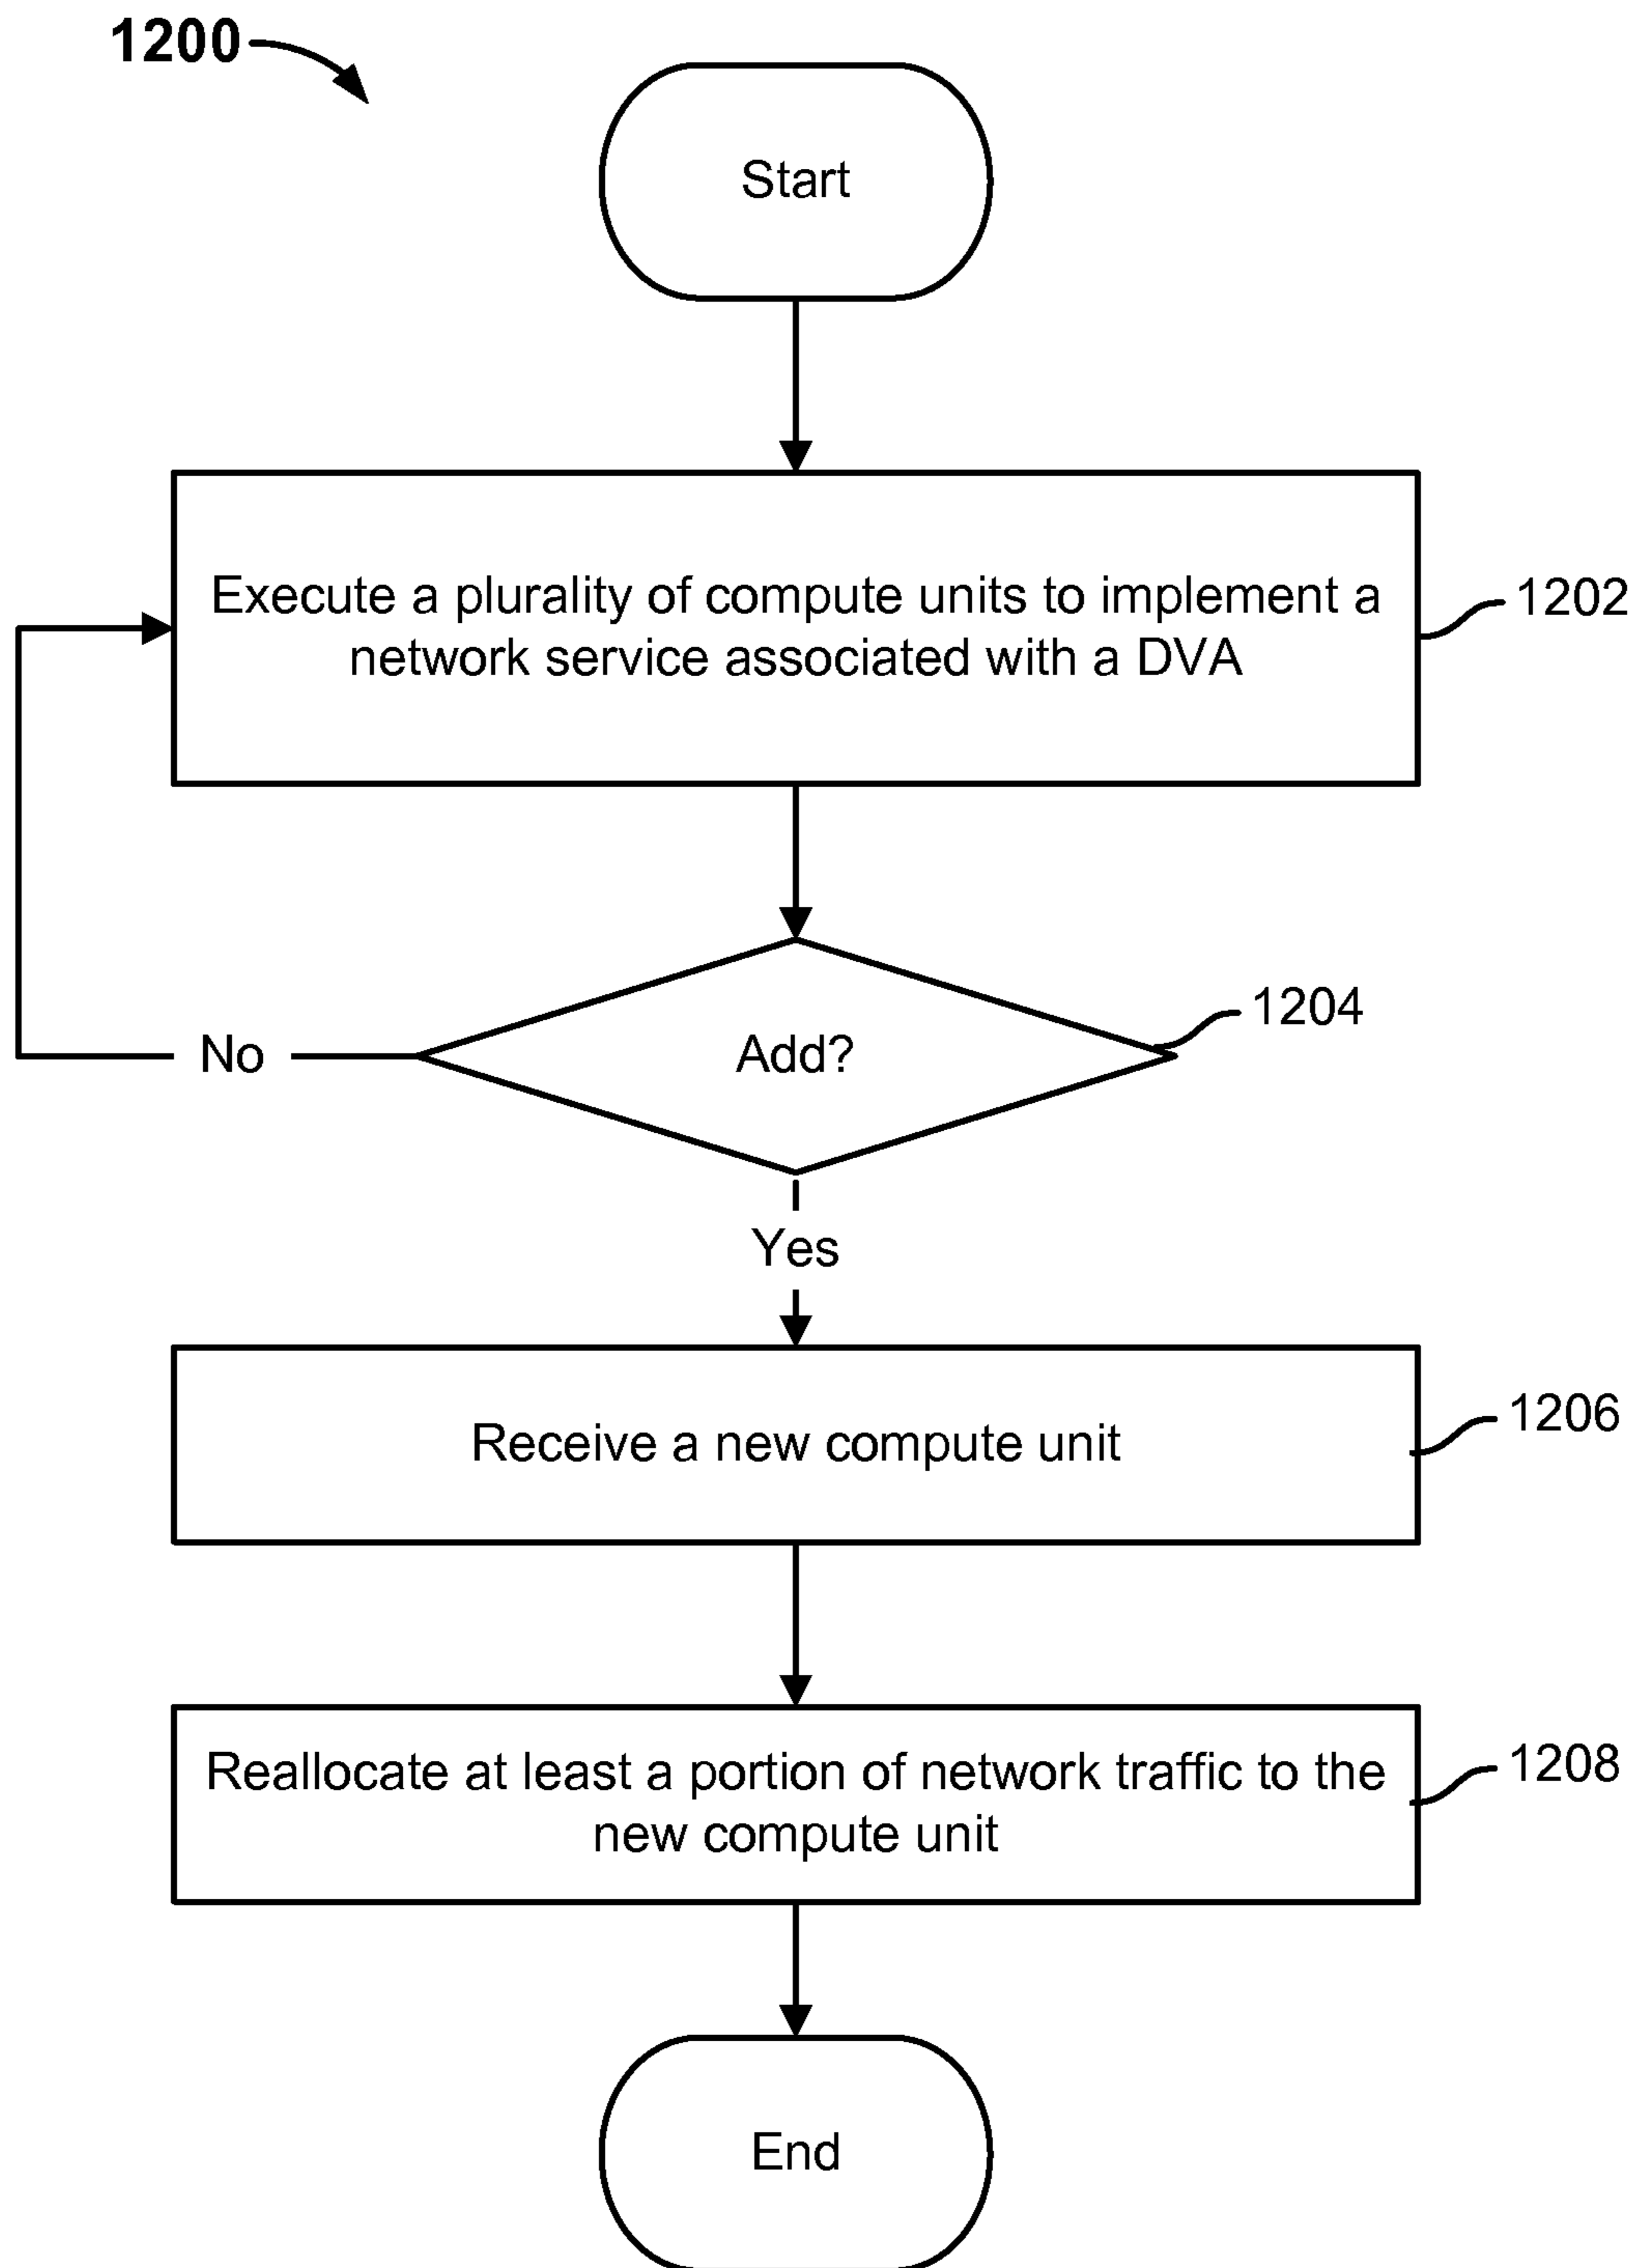 1200
Start
Execute a plurality of compute units to implement a
network service associated with a DVA
1202
Add?
1204
No
Yes
Receive a new compute unit
1206
Reallocate at least a portion of network traffic to the
new compute unit
1208
End